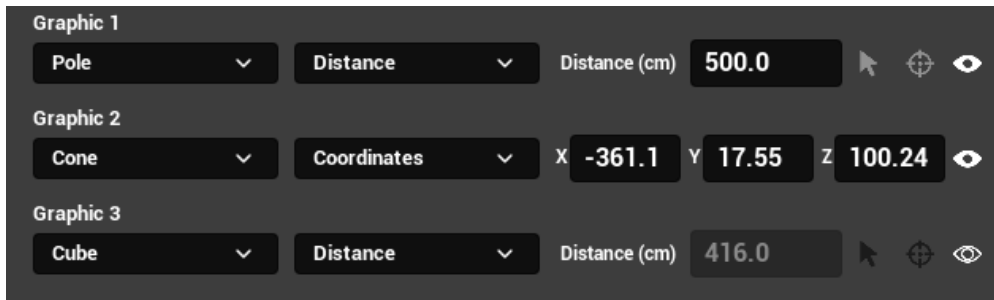 Graphic 1
Pole Distance Distance (cm) 500.0
Graphic 2
Cone Coordinates X -361.1 Y 17.55 Z 100.24
Graphic 3
Cube Distance Distance (cm) 416.0